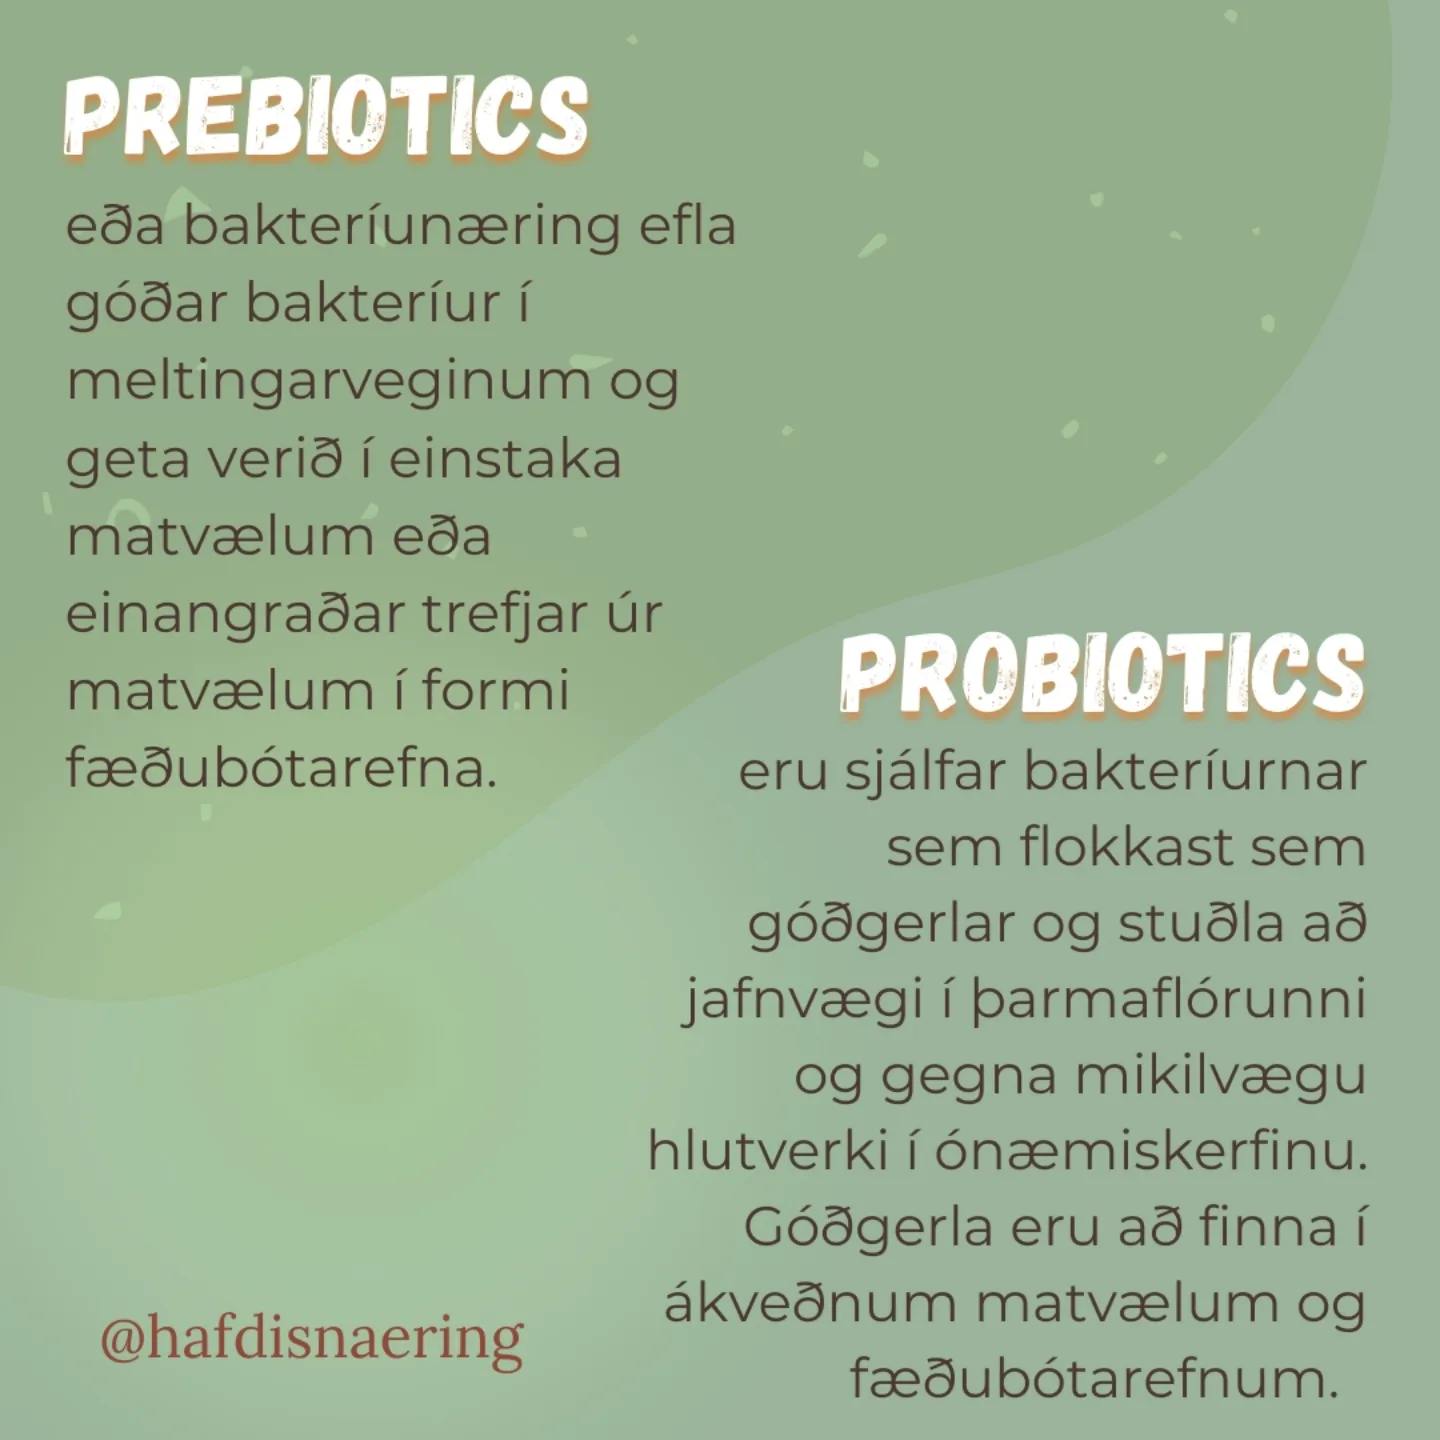 PREBIOTICS
eða bakteríunæring efla
góðar bakteríur í
meltingarveginum og
geta verið í einstaka
matvælum eða
einangraðar trefjar úr
matvælum í formi
fæðubótarefna.
PROBIOTICS
eru sjálfar bakteríurnar
sem flokkast sem
góðgerlar og stuðla að
jafnvægi í þarmaflórunni
og gegna mikilvægu
hlutverki í ónæmiskerfinu.
Góðgerla eru að finna í
ákveðnum matvælum og
fæðubótarefnum.
@hafdisnaering